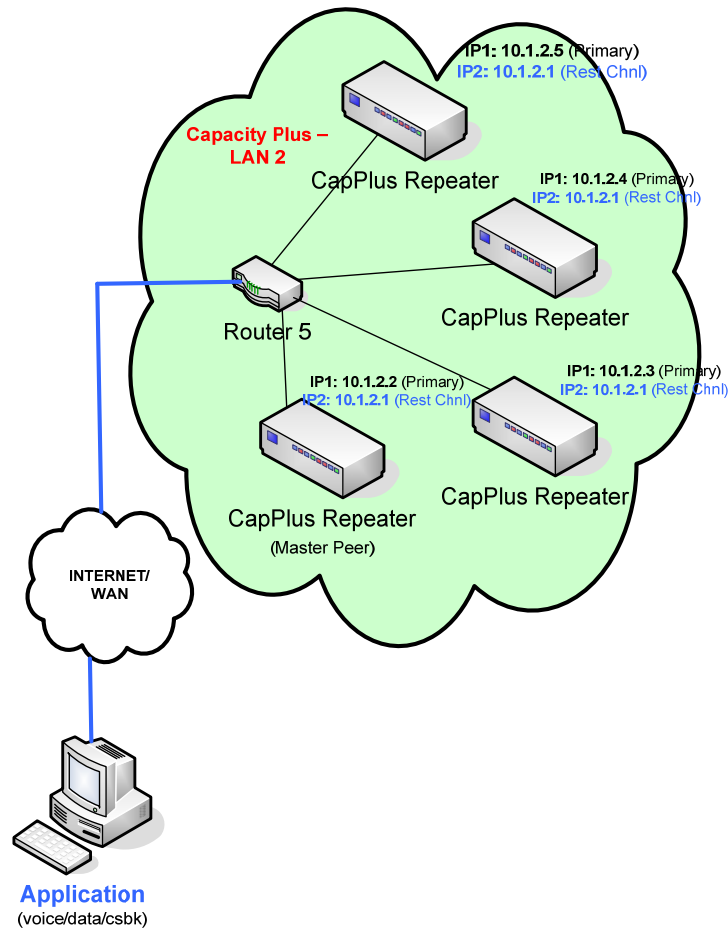 IP1: 10.1.2.5 (Primary)
IP2: 10.1.2.1 (Rest Chnl)
Capacity Plus –
LAN 2
CapPlus Repeater
IP1: 10.1.2.4 (Primary)
IP2: 10.1.2.1 (Rest Chnl)
CapPlus Repeater
Router 5
IP1: 10.1.2.3 (Primary)
IP2: 10.1.2.1 (Rest Chnl)
IP1: 10.1.2.2 (Primary)
IP2: 10.1.2.1 (Rest Chnl)
CapPlus Repeater
CapPlus Repeater
(Master Peer)
INTERNET/
WAN
Application
(voice/data/csbk)